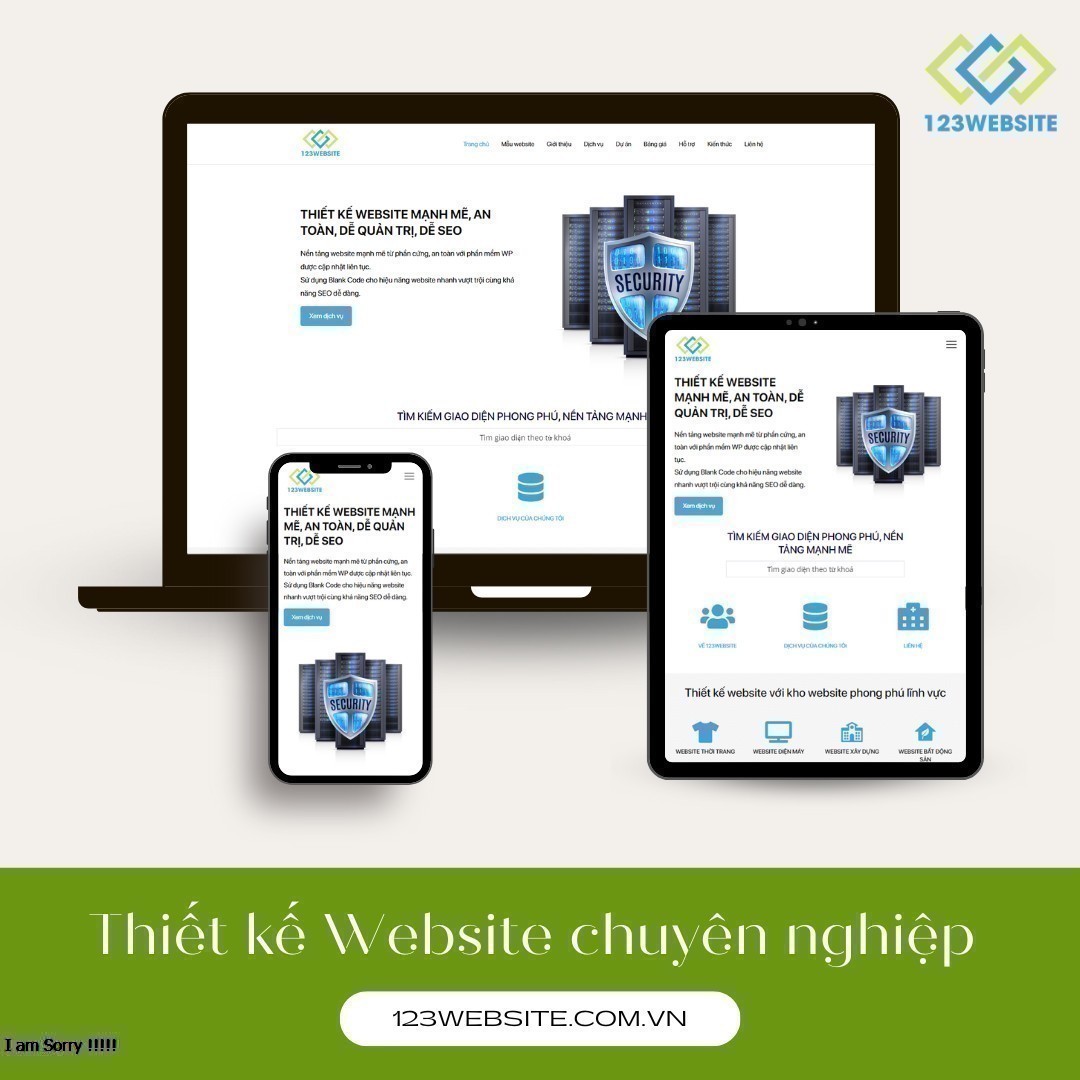 123WEBSITE
123WEBSITE
Trang chủ Mẫu website Giới thiệu Dịch vụ Dự án Bảng giá Hỗ trợ Kiến thức Liên hệ
THIẾT KẾ WEBSITE MẠNH MẼ, AN
TOÀN, DỄ QUẢN TRỊ, DỄ SEO
Nền tảng website mạnh mẽ từ phần cứng, an toàn với phần mềm WP
được cập nhật liên tục.
Sử dụng Blank Code cho hiệu năng website nhanh vượt trội cùng khả
năng SEO dễ dàng.
Xem dịch vụ
SECURITY
TÌM KIẾM GIAO DIỆN PHONG PHÚ, NỀN TẢNG MẠNH
Tìm giao diện theo từ khoá
DỊCH VỤ CỦA CHÚNG TÔI
123WEBSITE
THIẾT KẾ WEBSITE
MẠNH MẼ, AN TOÀN, DỄ
QUẢN TRỊ, DỄ SEO
Nền tảng website mạnh mẽ từ phần cứng, an
toàn với phần mềm WP được cập nhật liên
tục.
Sử dụng Blank Code cho hiệu năng website
nhanh vượt trội cùng khả năng SEO dễ dàng.
Xem dịch vụ
SECURITY
TÌM KIẾM GIAO DIỆN PHONG PHÚ, NỀN
TẢNG MẠNH MẼ
Tìm giao diện theo từ khoá
VỀ 123WEBSITE DỊCH VỤ CỦA CHÚNG TÔI LIÊN HỆ
Thiết kế website với kho website phong phú lĩnh vực
WEBSITE THỜI TRANG WEBSITE ĐIỆN MÁY WEBSITE XÂY DỰNG WEBSITE BẤT ĐỘNG
SẢN
123WEBSITE
THIẾT KẾ WEBSITE MẠNH
MẼ, AN TOÀN, DỄ QUẢN
TRỊ, DỄ SEO
Nền tảng website mạnh mẽ từ phần cứng, an
toàn với phần mềm WP được cập nhật liên tục.
Sử dụng Blank Code cho hiệu năng website
nhanh vượt trội cùng khả năng SEO dễ dàng.
Xem dịch vụ
SECURITY
Thiết kế Website chuyên nghiệp
123WEBSITE.COM.VN
I am Sorry !!!!!